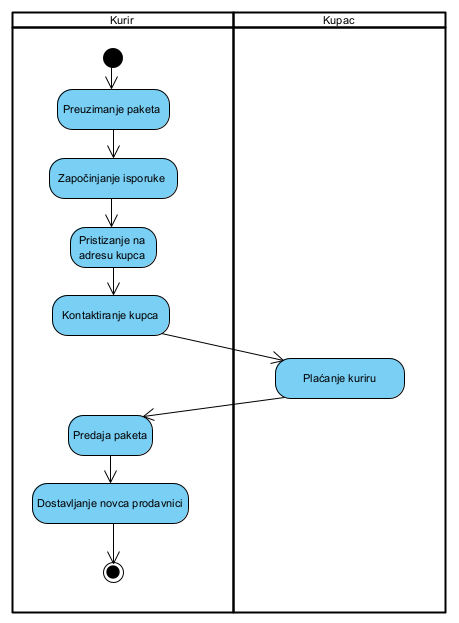 Kurir
Kupac
Preuzimanje paketa
Započinjanje isporuke
Pristizanje na
adresu kupca
Kontaktiranje kupca
Plaćanje kuriru
Predaja paketa
Dostavljanje novca prodavnici